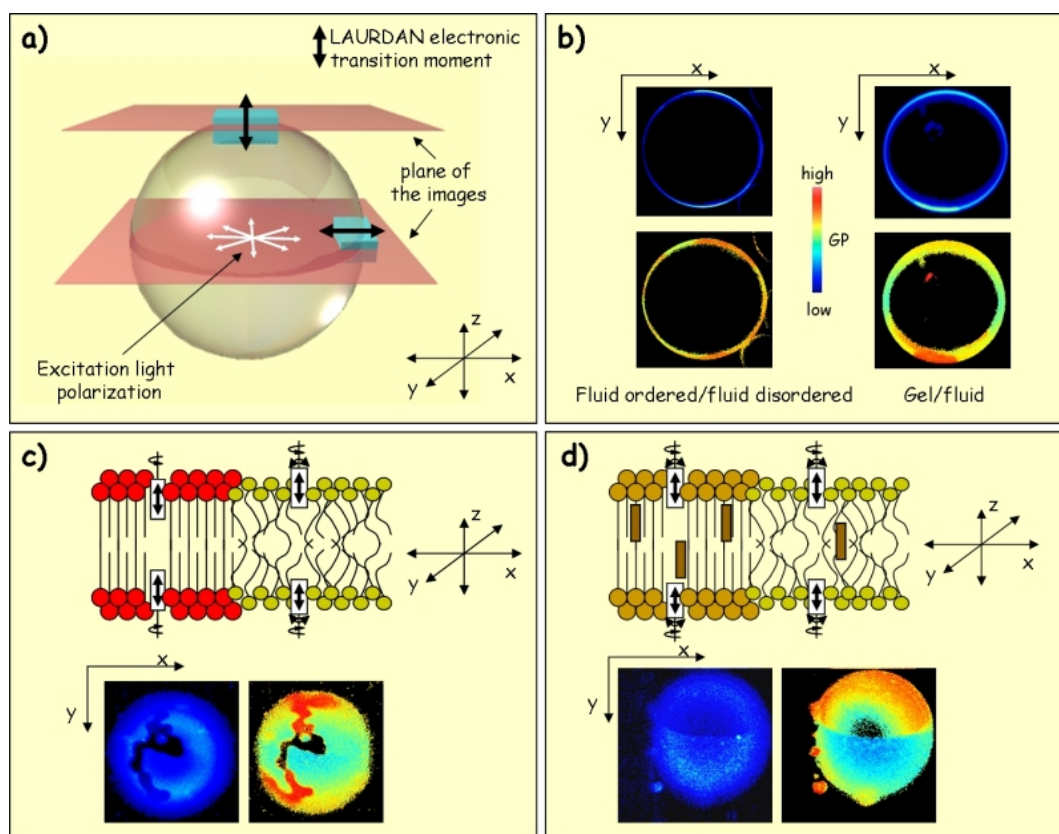 a)
LAURDAN electronic
transition moment
plane of
the images
Excitation light
polarization
z
y
x
b)
x
x
y
y
high
GP
low
Fluid ordered/fluid disordered
Gel/fluid
c)
z
y
x
x
y
d)
z
y
x
x
y